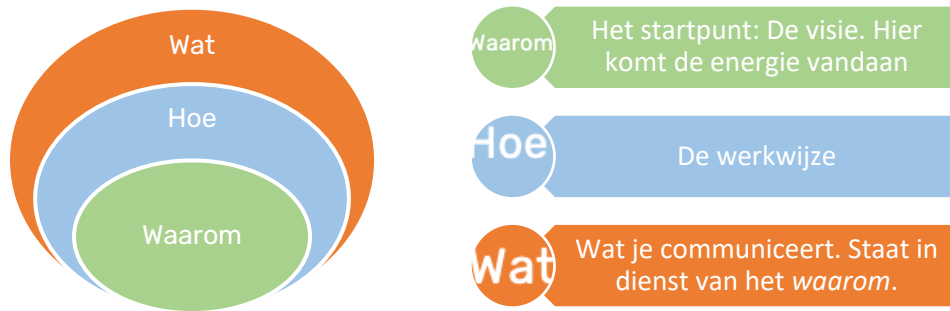 Wat
Hoe
Waarom
Waarom
Het startpunt: De visie. Hier
komt de energie vandaan
Hoe
De werkwijze
Wat
Wat je communiceert. Staat in
dienst van het waarom.